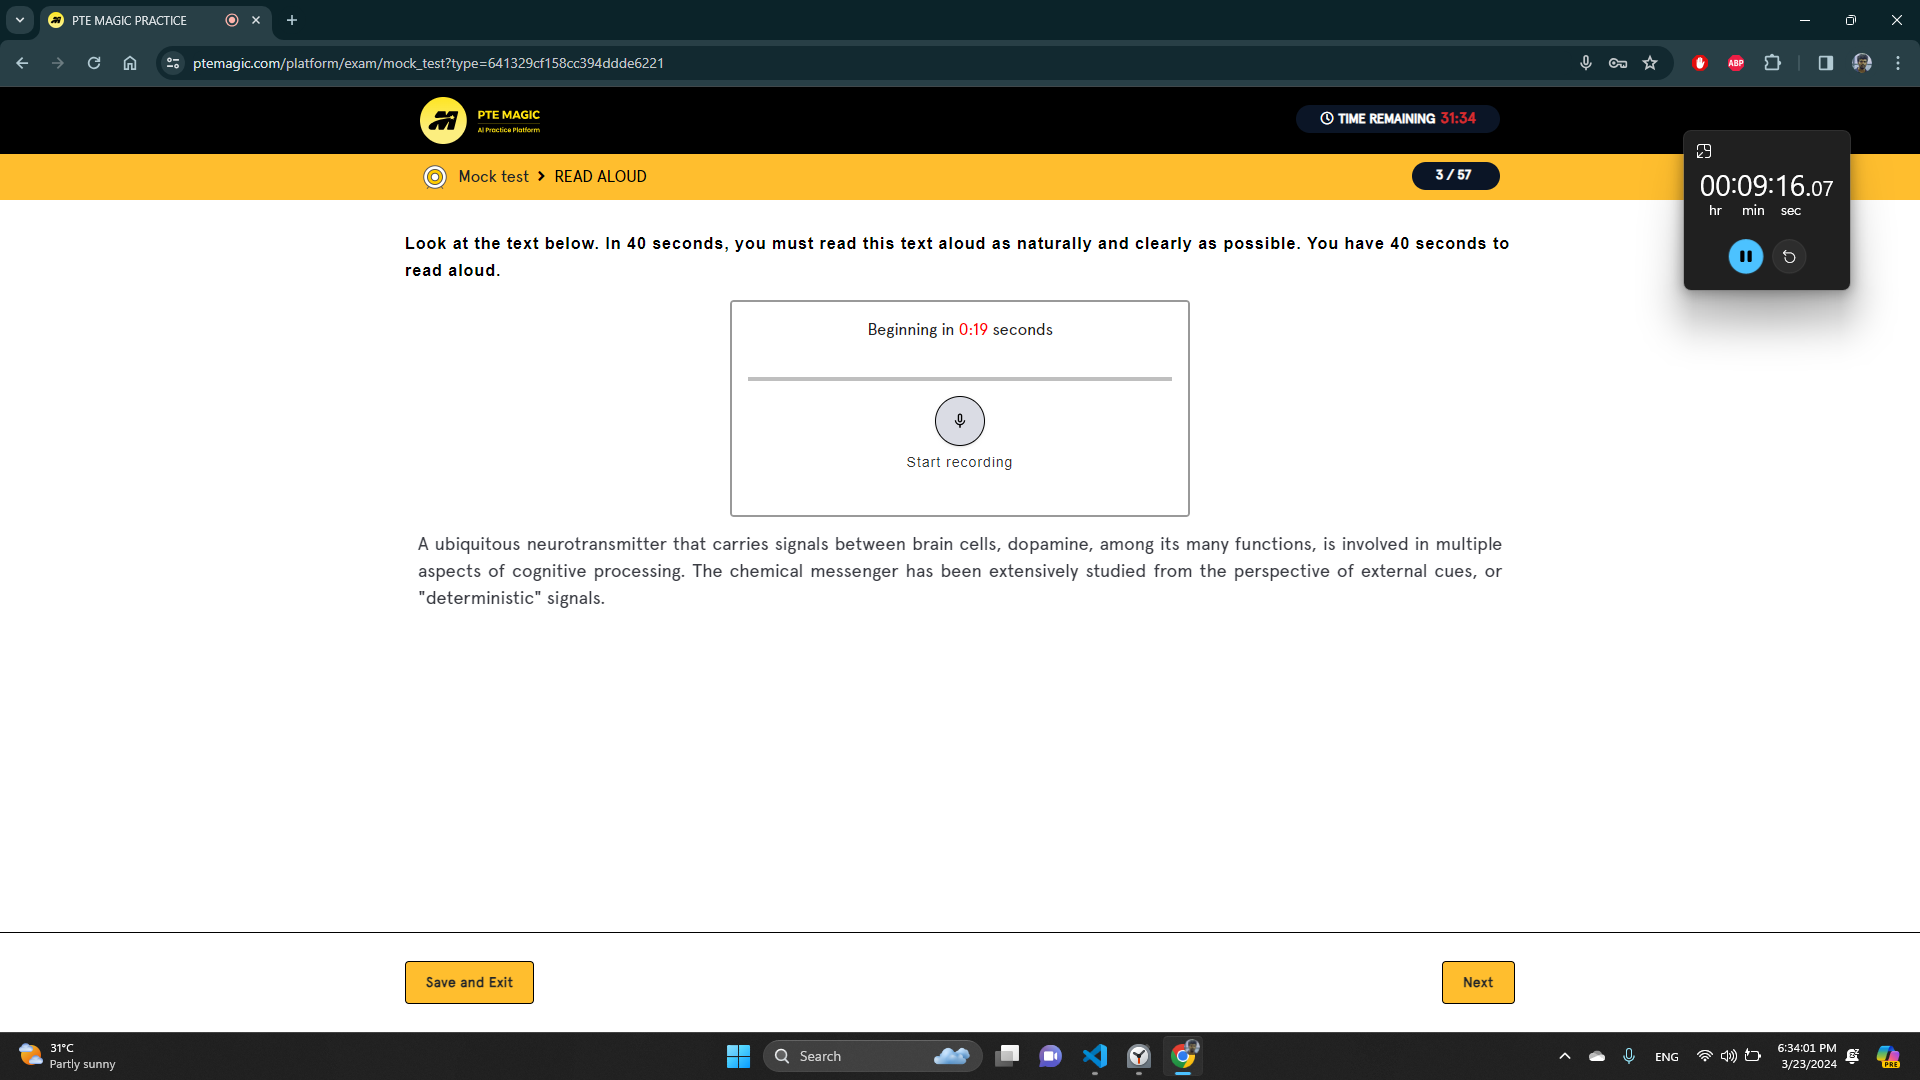 PTE MAGIC PRACTICE
ptemagic.com/platform/exam/mock_test?type=641329cf158cc394ddde6221
ABP
PTE MAGIC
AI Practice Platform
TIME REMAINING 31:34
Mock test > READ ALOUD
3 / 57
00:09:16.07
hr min sec
Look at the text below. In 40 seconds, you must read this text aloud as naturally and clearly as possible. You have 40 seconds to
read aloud.
Beginning in 0:19 seconds
Start recording
A ubiquitous neurotransmitter that carries signals between brain cells, dopamine, among its many functions, is involved in multiple
aspects of cognitive processing. The chemical messenger has been extensively studied from the perspective of external cues, or
"deterministic" signals.
Save and Exit
Next
31°C
Partly sunny
Search
ENG
6:34:01 PM
3/23/2024
PRE